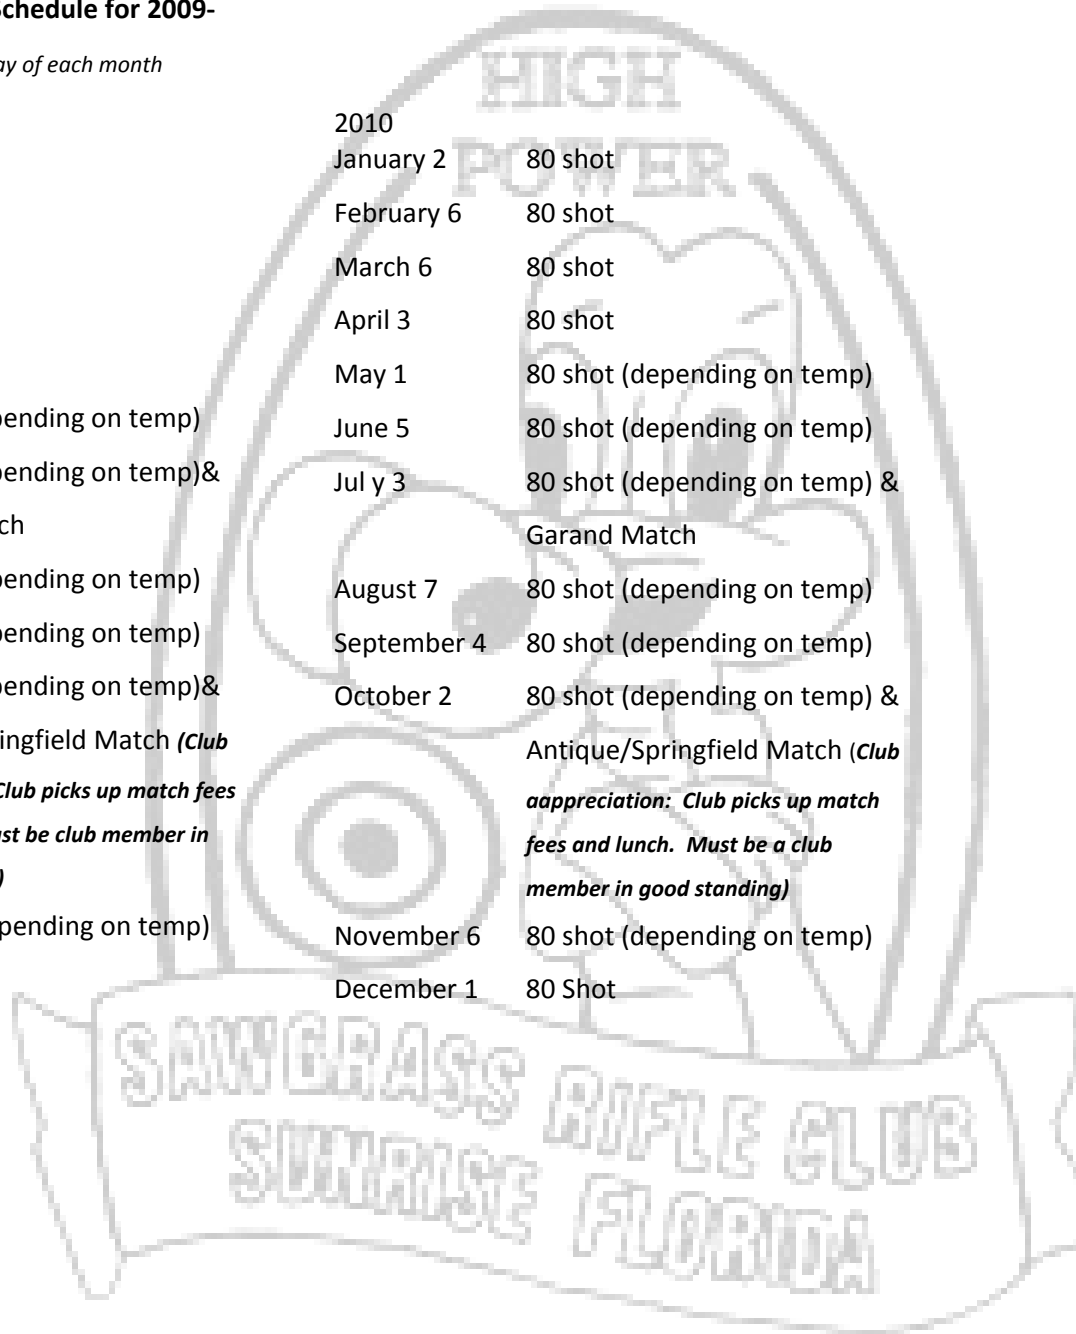 Schedule for 2009-
ay of each month
pending on temp)
pending on temp)&
ch
pending on temp)
pending on temp)
pending on temp)&
ringfield Match (Club
Club picks up match fees
ust be club member in
)
pending on temp)
HIGH
POWER
2010
January 2 80 shot
February 6 80 shot
March 6 80 shot
April 3 80 shot
May 1 80 shot (depending on temp)
June 5 80 shot (depending on temp)
Jul y 3 80 shot (depending on temp) &
Garand Match
August 7 80 shot (depending on temp)
September 4 80 shot (depending on temp)
October 2 80 shot (depending on temp) &
Antique/Springfield Match (Club
aappreciation: Club picks up match
fees and lunch. Must be a club
member in good standing)
November 6 80 shot (depending on temp)
December 1 80 Shot
SAWGRASS RIFLE CLUB
SUNRISE FLORIDA